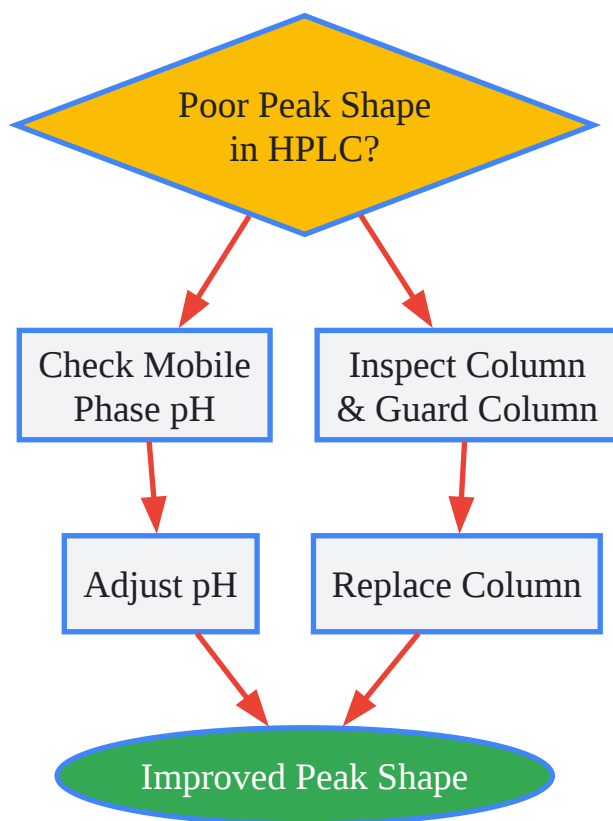 Poor Peak Shape
in HPLC?
Check Mobile
Phase pH
Inspect Column
& Guard Column
Adjust pH
Replace Column
Improved Peak Shape